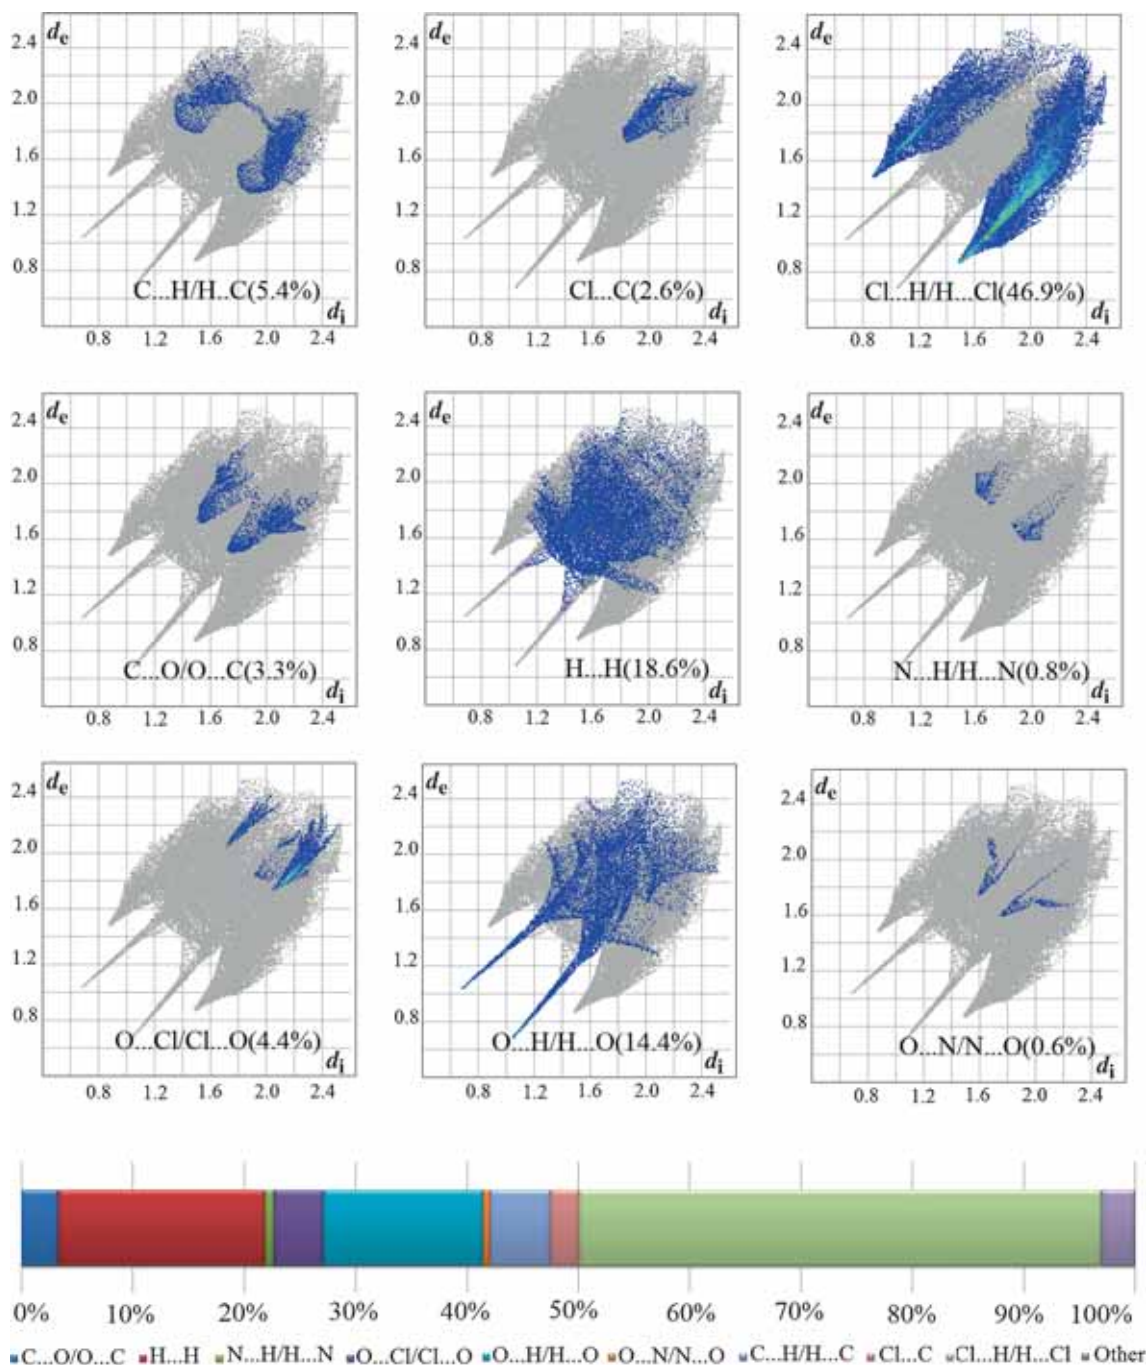 de de de
2.4 2.4 2.4
2.0 2.0 2.0
1.6 1.6 1.6
1.2 1.2 1.2
0.8 0.8 0.8
C...H/H..C(5.4%) Cl...C(2.6%) Cl...H/H...Cl(46.9%)
di di di
0.8 1.2 1.6 2.0 2.4 0.8 1.2 1.6 2.0 2.4 0.8 1.2 1.6 2.0 2.4
de de de
2.4 2.4 2.4
2.0 2.0 2.0
1.6 1.6 1.6
1.2 1.2 1.2
0.8 0.8 0.8
C...O/O...C(3.3%) H...H(18.6%) N...H/H...N(0.8%)
di di di
0.8 1.2 1.6 2.0 2.4 0.8 1.2 1.6 2.0 2.4 0.8 1.2 1.6 2.0 2.4
de de de
2.4 2.4 2.4
2.0 2.0 2.0
1.6 1.6 1.6
1.2 1.2 1.2
0.8 0.8 0.8
O...Cl/Cl...O(4.4%) O...H/H...O(14.4%) O...N/N...O(0.6%)
di di di
0.8 1.2 1.6 2.0 2.4 0.8 1.2 1.6 2.0 2.4 0.8 1.2 1.6 2.0 2.4
0% 10% 20% 30% 40% 50% 60% 70% 80% 90% 100%
C...O/O...C H...H N...H/H...N O...Cl/Cl...O O...H/H...O O...N/N...O C...H/H...C Cl...C Cl...H/H...Cl Other